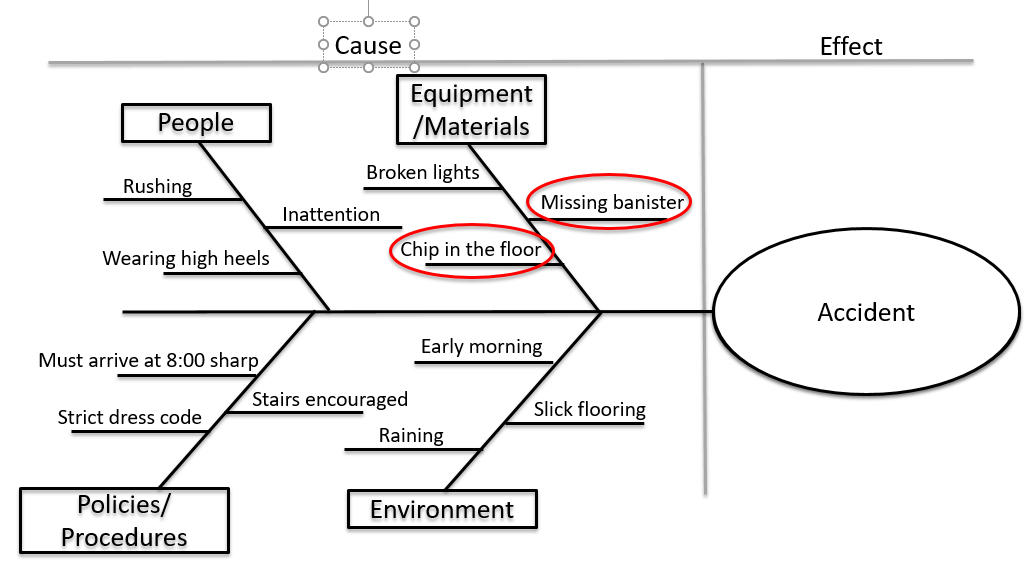 Cause
Effect
Equipment
/Materials
People
Broken lights
Rushing
Missing banister
Inattention
Chip in the floor
Wearing high heels
Accident
Early morning
Must arrive at 8:00 sharp
Stairs encouraged
Slick flooring
Strict dress code
Raining
Policies/
Procedures
Environment